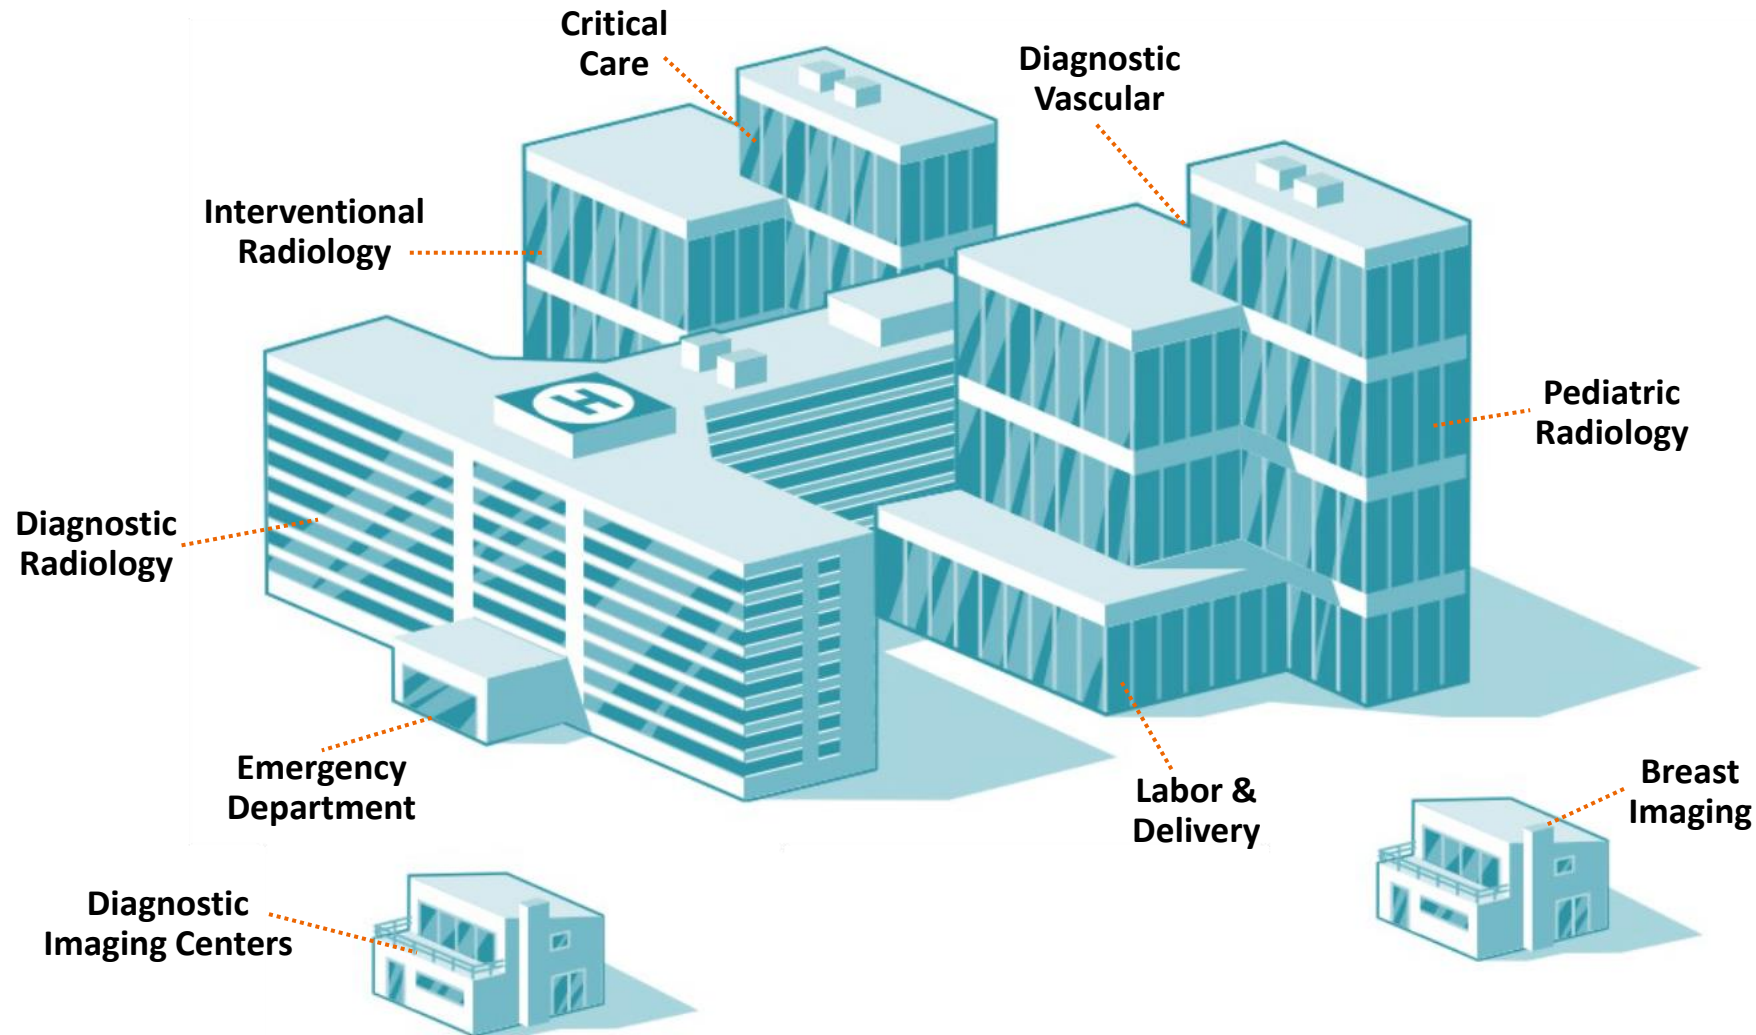 Critical
Care
Diagnostic
Vascular
Interventional
Radiology
Pediatric
Radiology
Diagnostic
Radiology
Emergency
Department
Labor &
Delivery
Breast
Imaging
Diagnostic
Imaging Centers
H